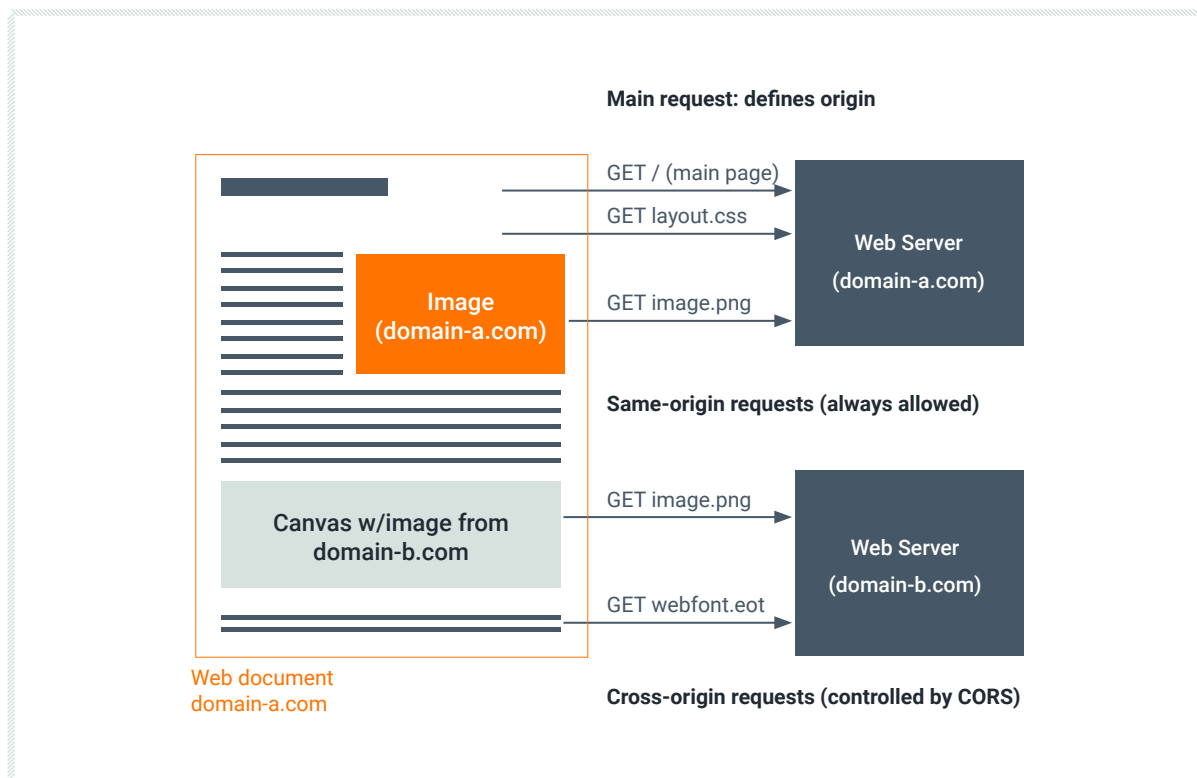 Main request: defines origin
GET / (main page)
GET layout.css
Web Server
(domain-a.com)
Image
(domain-a.com)
GET image.png
Same-origin requests (always allowed)
GET image.png
Canvas w/image from
domain-b.com
Web Server
(domain-b.com)
GET webfont.eot
Web document
domain-a.com
Cross-origin requests (controlled by CORS)